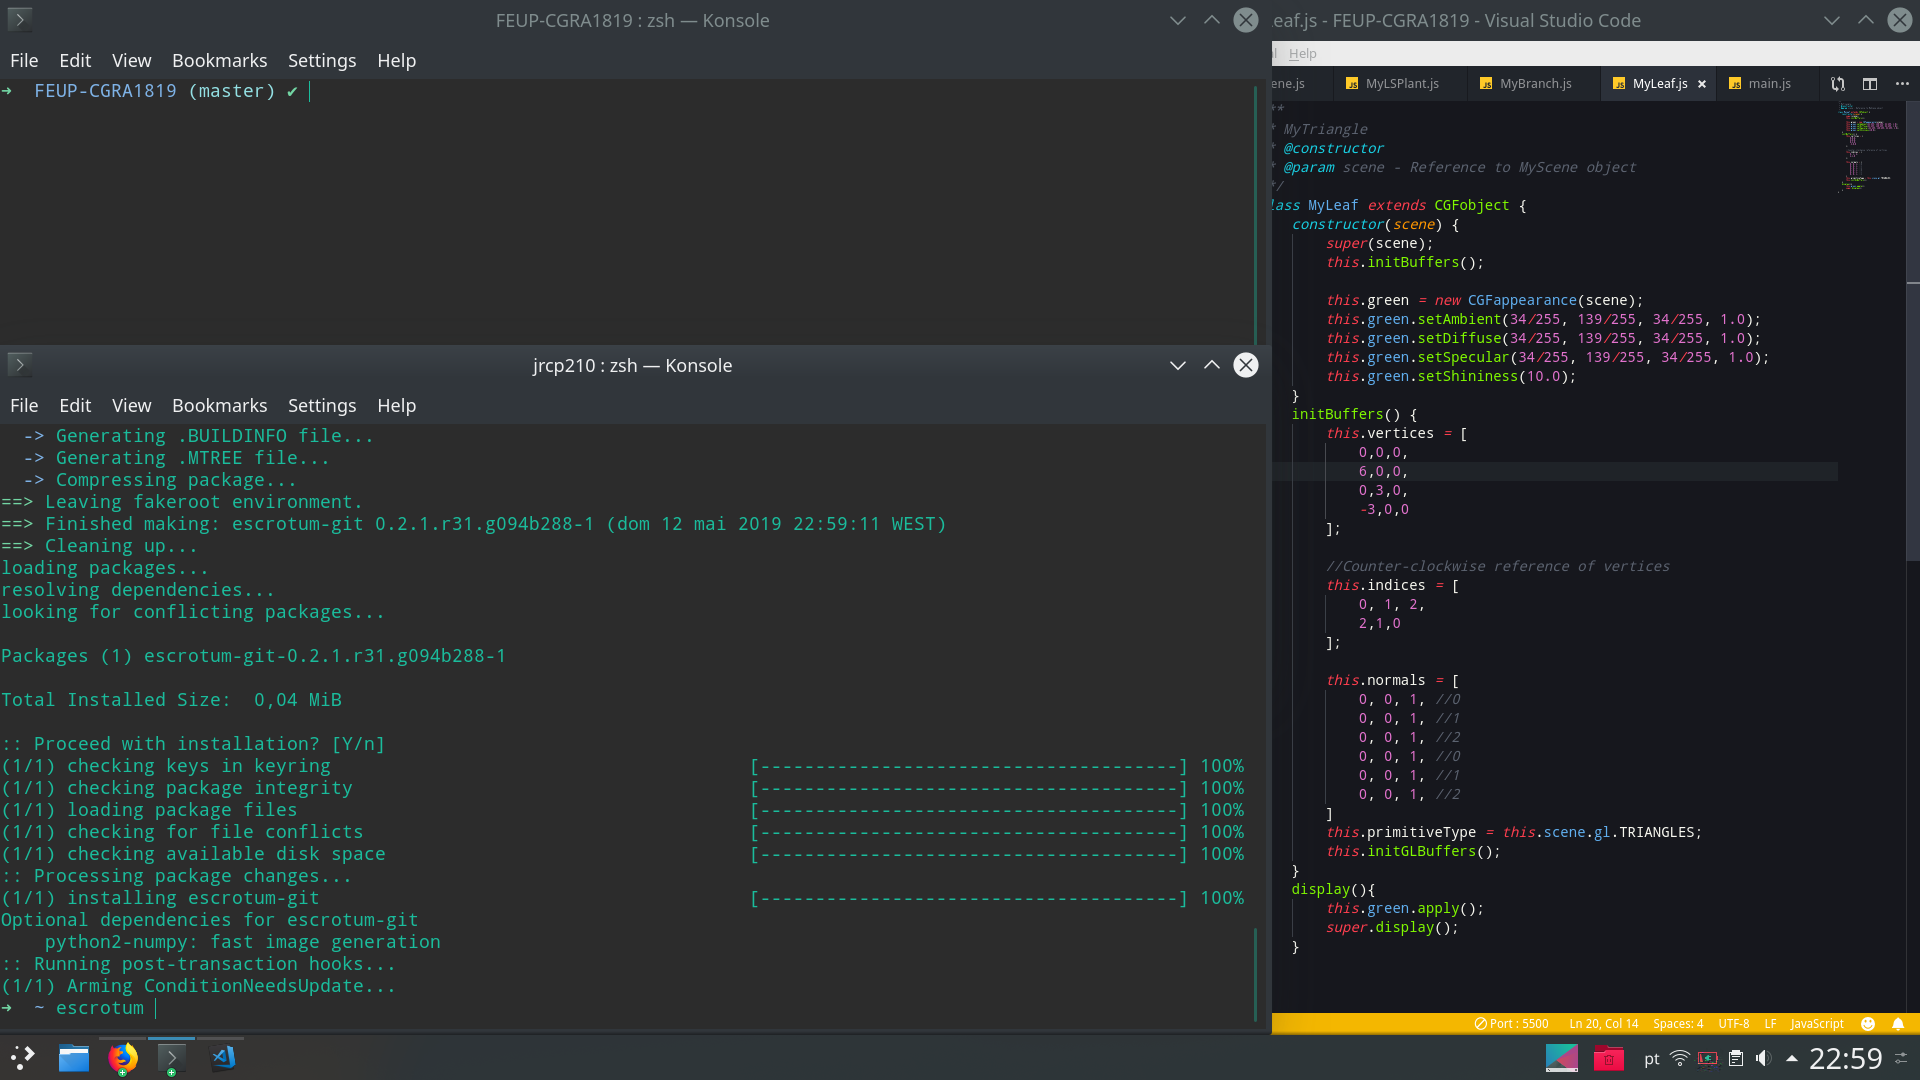 FEUP-CGRA1819 : zsh — Konsole
File Edit View Bookmarks Settings Help
➜ FEUP-CGRA1819 (master) ✔
jrcp210 : zsh — Konsole
File Edit View Bookmarks Settings Help
-> Generating .BUILDINFO file...
-> Generating .MTREE file...
-> Compressing package...
==> Leaving fakeroot environment.
==> Finished making: escrotum-git 0.2.1.r31.g094b288-1 (dom 12 mai 2019 22:59:11 WEST)
==> Cleaning up...
loading packages...
resolving dependencies...
looking for conflicting packages...
Packages (1) escrotum-git-0.2.1.r31.g094b288-1
Total Installed Size:  0,04 MiB
:: Proceed with installation? [Y/n]
(1/1) checking keys in keyring [--------------------------------------] 100%
(1/1) checking package integrity [--------------------------------------] 100%
(1/1) loading package files [--------------------------------------] 100%
(1/1) checking for file conflicts [--------------------------------------] 100%
(1/1) checking available disk space [--------------------------------------] 100%
:: Processing package changes...
(1/1) installing escrotum-git [--------------------------------------] 100%
Optional dependencies for escrotum-git
python2-numpy: fast image generation
:: Running post-transaction hooks...
(1/1) Arming ConditionNeedsUpdate...
➜ ~ escrotum
eaf.js - FEUP-CGRA1819 - Visual Studio Code
Help
ene.js MyLSPlant.js MyBranch.js MyLeaf.js × main.js
**
* MyTriangle
* @constructor
* @param scene - Reference to MyScene object
*/
lass MyLeaf extends CGFobject {
constructor(scene) {
super(scene);
this.initBuffers();
this.green = new CGFappearance(scene);
this.green.setAmbient(34/255, 139/255, 34/255, 1.0);
this.green.setDiffuse(34/255, 139/255, 34/255, 1.0);
this.green.setSpecular(34/255, 139/255, 34/255, 1.0);
this.green.setShininess(10.0);
}
initBuffers() {
this.vertices = [
0,0,0,
6,0,0,
0,3,0,
-3,0,0
];
//Counter-clockwise reference of vertices
this.indices = [
0, 1, 2,
2,1,0
];
this.normals = [
0, 0, 1, //0
0, 0, 1, //1
0, 0, 1, //2
0, 0, 1, //0
0, 0, 1, //1
0, 0, 1, //2
]
this.primitiveType = this.scene.gl.TRIANGLES;
this.initGLBuffers();
}
display(){
this.green.apply();
super.display();
}
Port : 5500 Ln 20, Col 14 Spaces: 4 UTF-8 LF JavaScript
pt 22:59